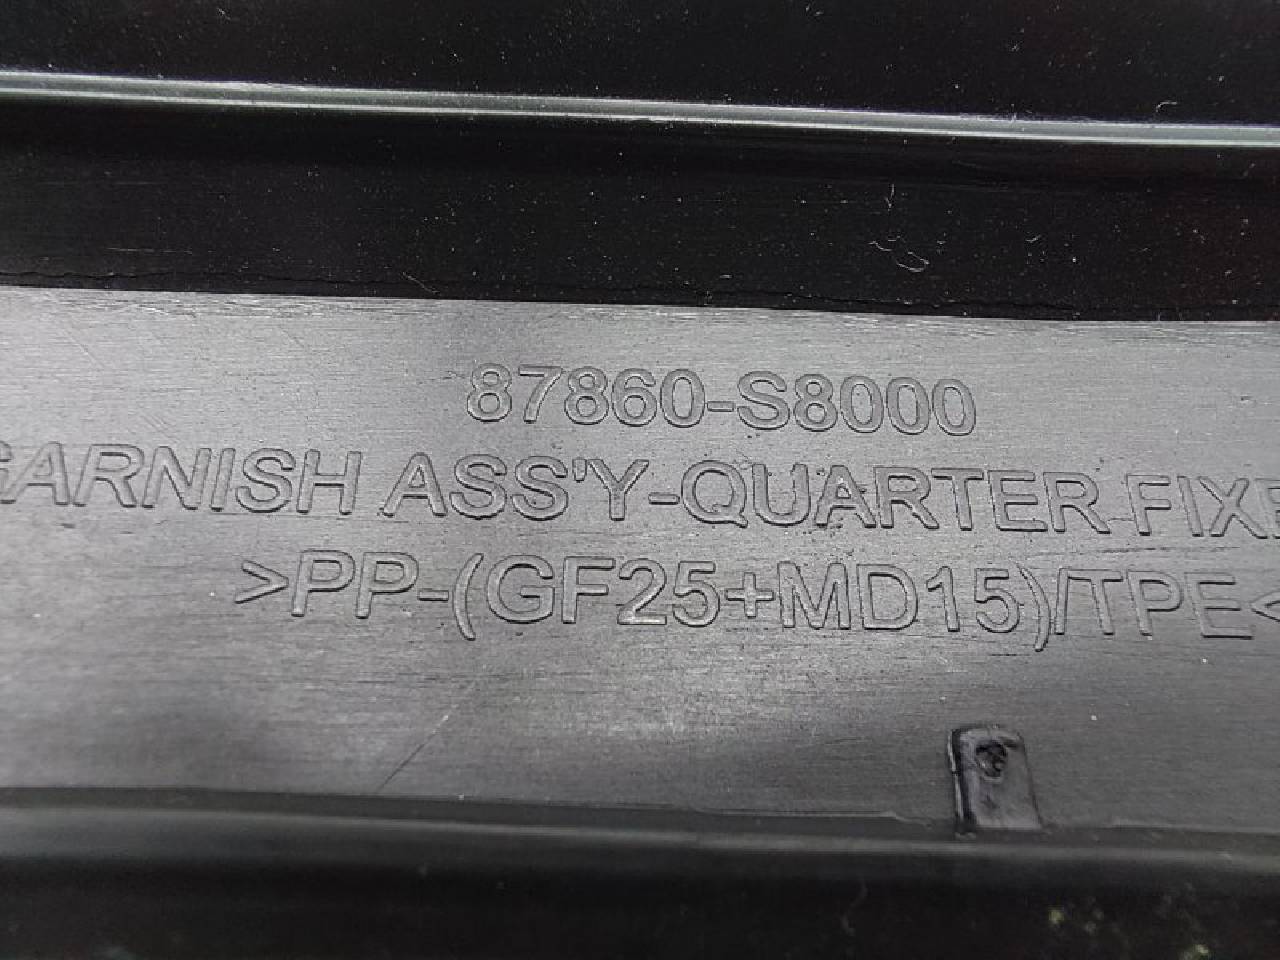 87860-S8000
GARNISH ASS'Y-QUARTER FIXE
>PP-(GF25+MD15)/TPE<